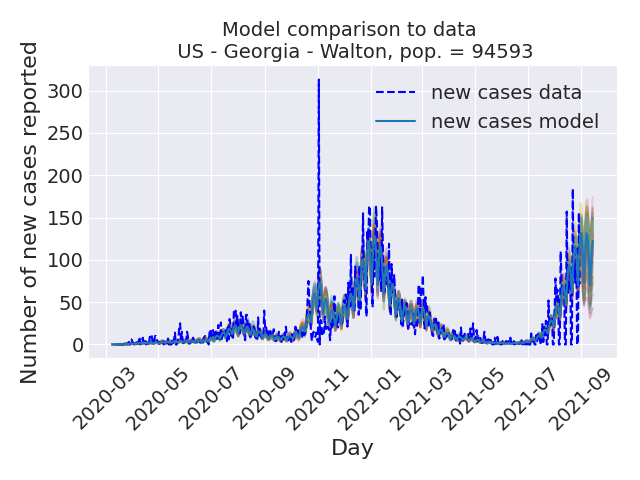 Model comparison to data
US - Georgia - Walton, pop. = 94593
Number of new cases reported
300
250
200
150
100
50
0
new cases data
new cases model
2020-03
2020-05
2020-07
2020-09
2020-11
2021-01
2021-03
2021-05
2021-07
2021-09
Day